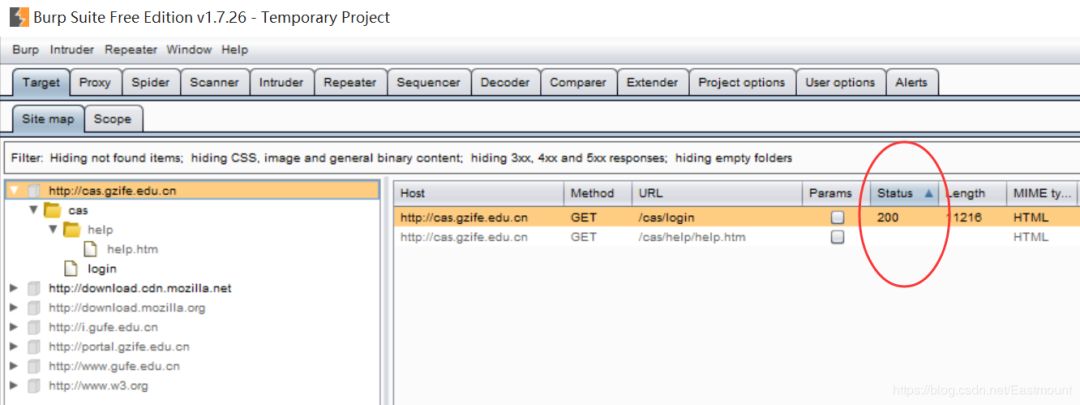 Burp Suite Free Edition v1.7.26 - Temporary Project
Burp Intruder Repeater Window Help
Target Proxy Spider Scanner Intruder Repeater Sequencer Decoder Comparer Extender Project options User options Alerts
Site map Scope
Filter: Hiding not found items; hiding CSS, image and general binary content; hiding 3xx, 4xx and 5xx responses; hiding empty folders
http://cas.gzife.edu.cn
cas
help
help.htm
login
http://download.cdn.mozilla.net
http://download.mozilla.org
http://i.gufe.edu.cn
http://portal.gzife.edu.cn
http://www.gufe.edu.cn
http://www.w3.org
Host Method URL Params Status Length MIME ty...
http://cas.gzife.edu.cn GET /cas/login 200 11216 HTML
http://cas.gzife.edu.cn GET /cas/help/help.htm HTML
https://blog.csdn.net/Eastmount